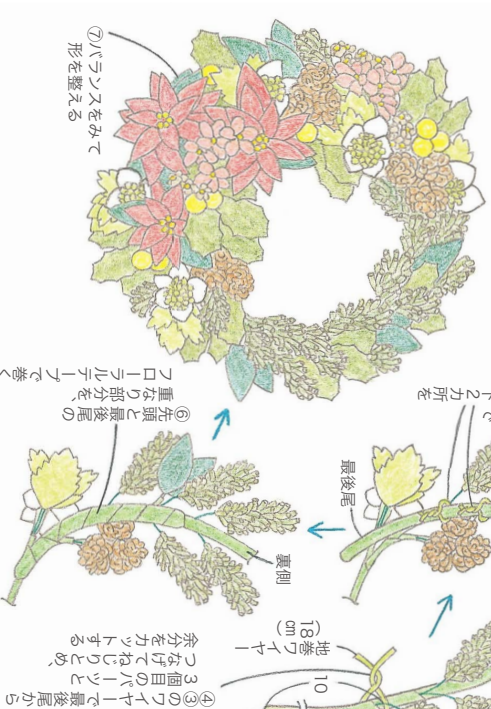 ⑦バランスをみて
形を整える
で
ト2カ所を
最後尾
⑥先頭と最後尾の
重なり部分を、
フローラルテープで巻く
裏側
地巻ワイヤー
(18cm)
10
④③のワイヤーで最後尾から
3個目のパーツと
つなげてねじりとめ、
余分をカットする